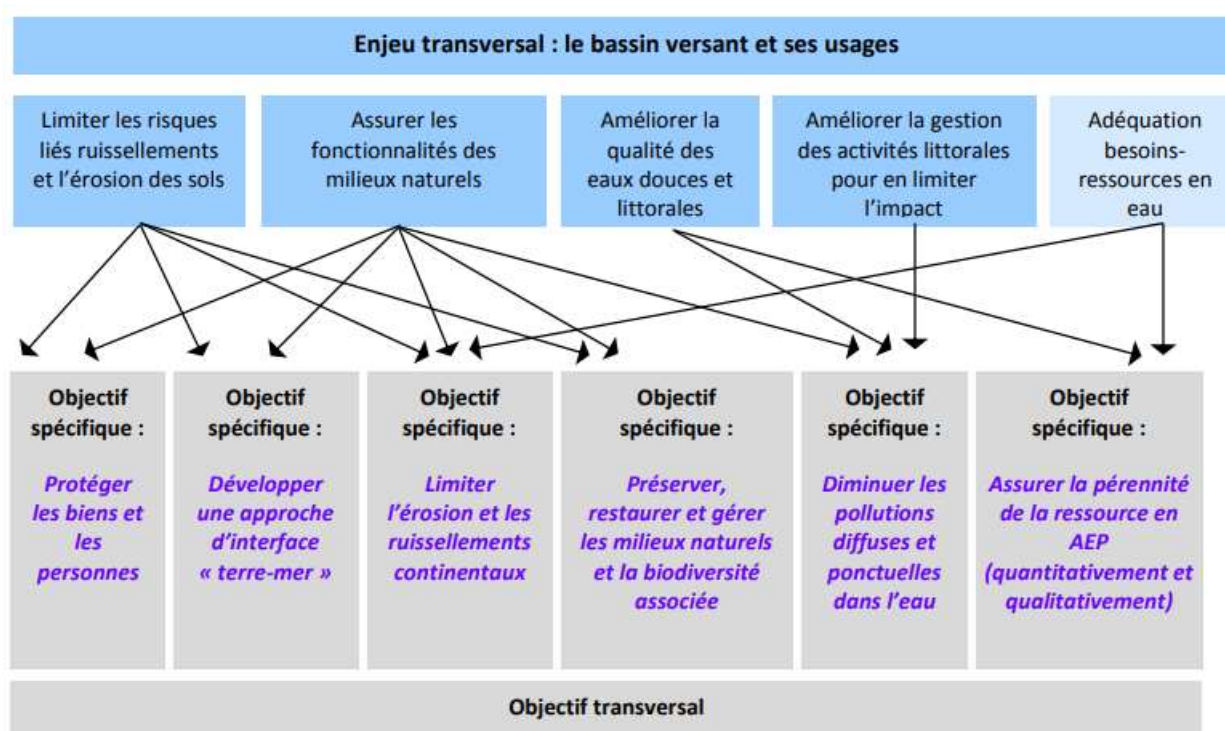 Enjeu transversal : le bassin versant et ses usages
Limiter les risques
liés ruissellements
et l'érosion des sols
Assurer les
fonctionnalités des
milieux naturels
Améliorer la
qualité des
eaux douces et
littorales
Améliorer la gestion
des activités littorales
pour en limiter
l'impact
Adéquation
besoins-
ressources en
eau
Objectif
spécifique :
Protéger
les biens et
les
personnes
Objectif
spécifique :
Développer
une approche
d'interface
« terre-mer »
Objectif
spécifique :
Limiter
l'érosion et les
ruissellements
continentaux
Objectif
spécifique :
Préserver,
restaurer et gérer
les milieux naturels
et la biodiversité
associée
Objectif
spécifique :
Diminuer les
pollutions
diffuses et
ponctuelles
dans l'eau
Objectif
spécifique :
Assurer la pérennité
de la ressource en
AEP
(quantitativement et
qualitativement)
Objectif transversal